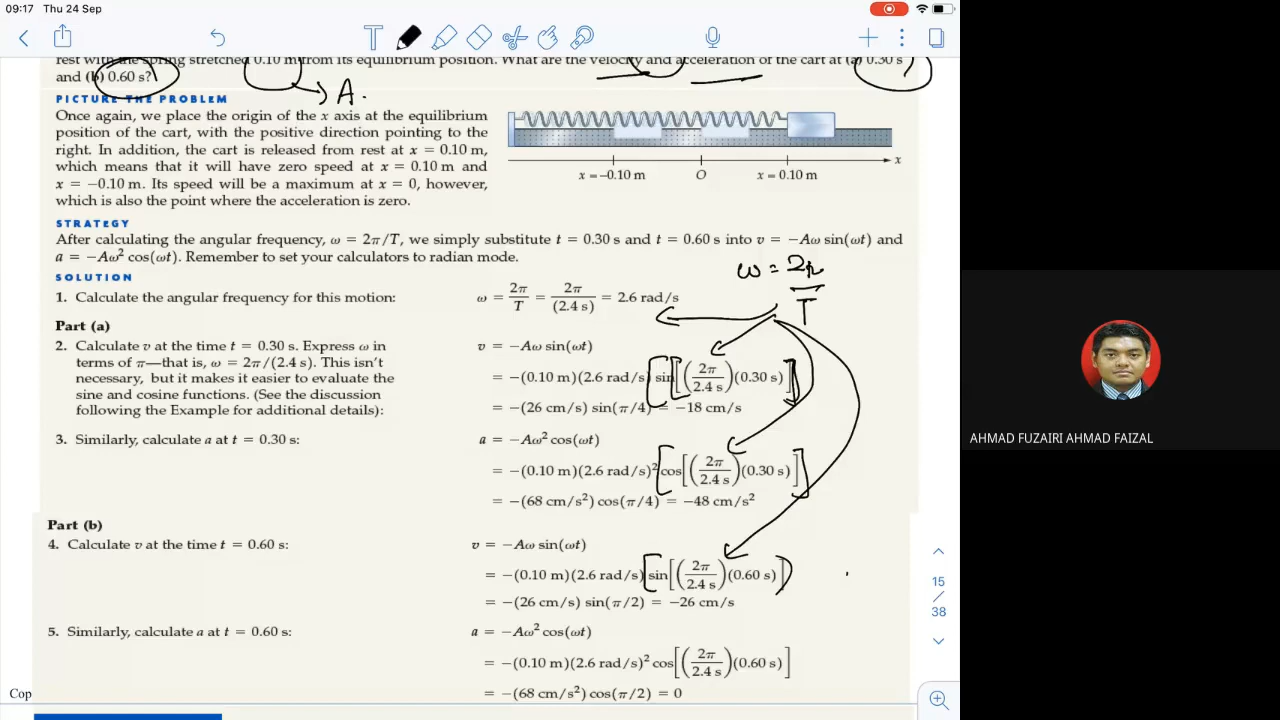 09:17 Thu 24 Sep
rest with the spring stretched 0.10 m from its equilibrium position. What are the velocity and acceleration of the cart at (a) 0.30 s
and (b) 0.60 s?
A.
PICTURE THE PROBLEM
Once again, we place the origin of the x axis at the equilibrium
position of the cart, with the positive direction pointing to the
right. In addition, the cart is released from rest at x = 0.10 m,
which means that it will have zero speed at x = 0.10 m and
x = −0.10 m. Its speed will be a maximum at x = 0, however,
which is also the point where the acceleration is zero.
x
x = −0.10 m O x = 0.10 m
STRATEGY
After calculating the angular frequency, ω = 2π/T, we simply substitute t = 0.30 s and t = 0.60 s into v = −Aω sin(ωt) and
a = −Aω² cos(ωt). Remember to set your calculators to radian mode.
ω = 2π/T
SOLUTION
1. Calculate the angular frequency for this motion: ω = 2π/T = 2π/(2.4 s) = 2.6 rad/s
Part (a)
2. Calculate v at the time t = 0.30 s. Express ω in
terms of π—that is, ω = 2π/(2.4 s). This isn't
necessary, but it makes it easier to evaluate the
sine and cosine functions. (See the discussion
following the Example for additional details):
v = −Aω sin(ωt)
= −(0.10 m)(2.6 rad/s) sin[(2π/2.4 s)(0.30 s)]
= −(26 cm/s) sin(π/4) = −18 cm/s
3. Similarly, calculate a at t = 0.30 s: a = −Aω² cos(ωt)
= −(0.10 m)(2.6 rad/s)² cos[(2π/2.4 s)(0.30 s)]
= −(68 cm/s²) cos(π/4) = −48 cm/s²
Part (b)
4. Calculate v at the time t = 0.60 s: v = −Aω sin(ωt)
= −(0.10 m)(2.6 rad/s) sin[(2π/2.4 s)(0.60 s)]
= −(26 cm/s) sin(π/2) = −26 cm/s
5. Similarly, calculate a at t = 0.60 s: a = −Aω² cos(ωt)
= −(0.10 m)(2.6 rad/s)² cos[(2π/2.4 s)(0.60 s)]
= −(68 cm/s²) cos(π/2) = 0
Cop
15
/
38
AHMAD FUZAIRI AHMAD FAIZAL